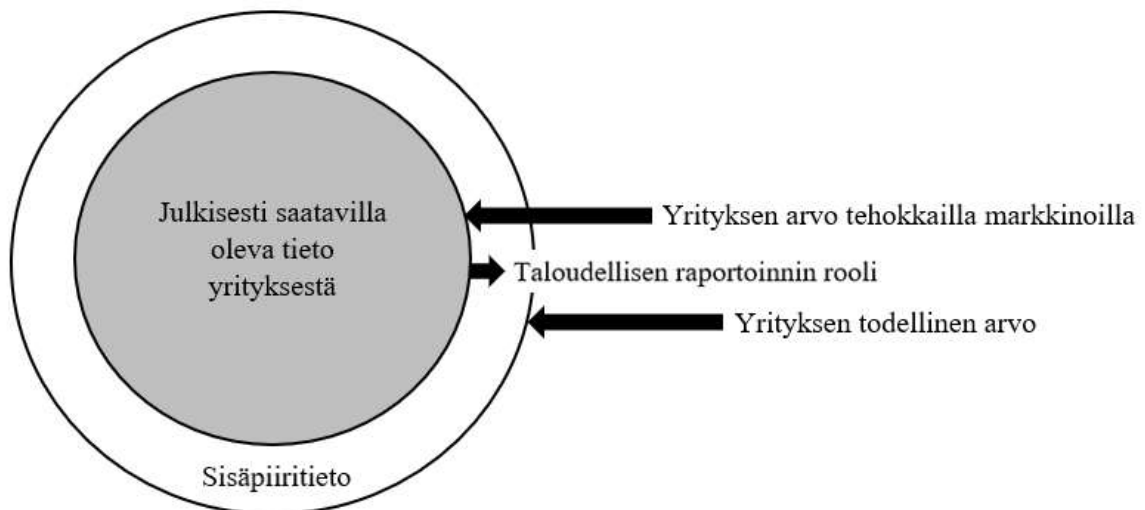 Julkisesti saatavilla
oleva tieto
yrityksestä
Yrityksen arvo tehokkailla markkinoilla
Taloudellisen raportoinnin rooli
Yrityksen todellinen arvo
Sisäpiiritieto